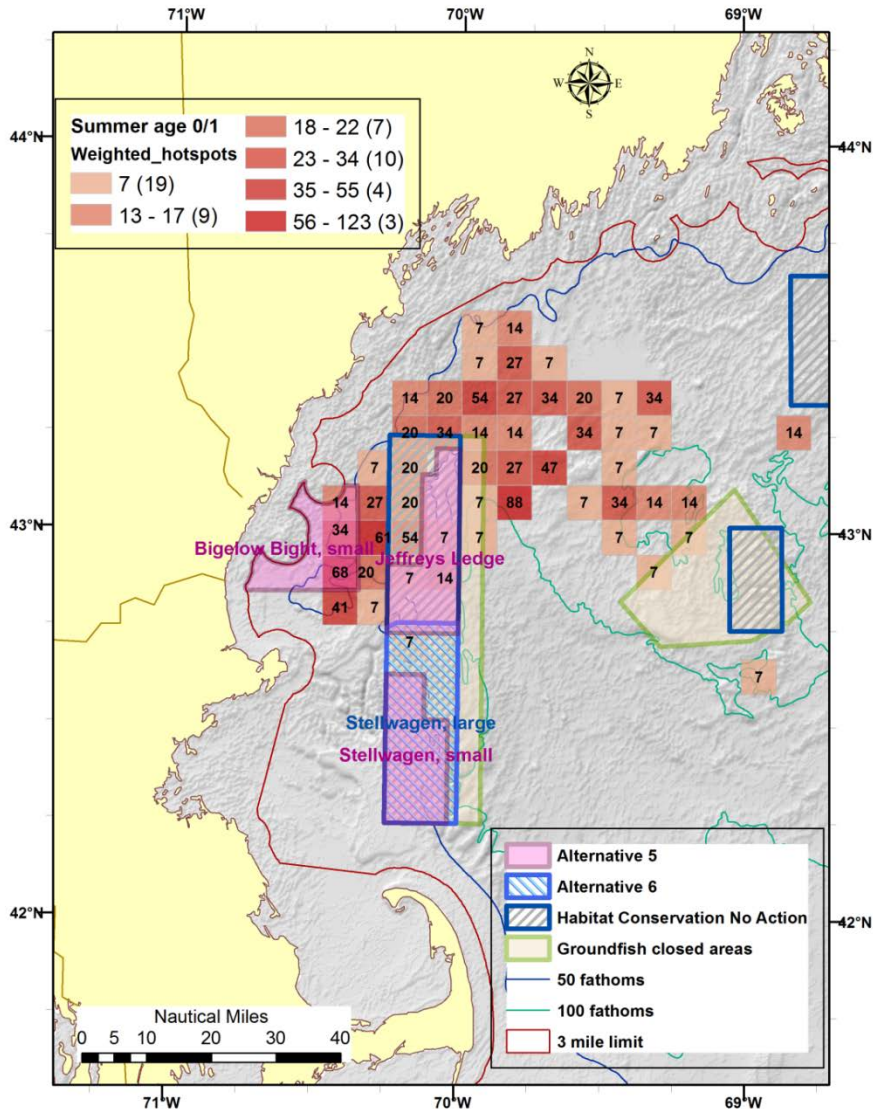 71°W 70°W 69°W
N
W E
S
44°N 44°N
Summer age 0/1
Weighted_hotspots
7 (19)
13 - 17 (9)
18 - 22 (7)
23 - 34 (10)
35 - 55 (4)
56 - 123 (3)
7 14
7 27 7
14 20 54 27 34 20 7 34
20 34 14 14 34 7 7 14
7 20 20 27 47 7
14 27 20 7 88 7 34 14 14
43°N 43°N
34 61 54 7 7 7 7
Bigelow Bight, small
Jeffreys Ledge
68 20 7 14 7
41 7
7
7
Stellwagen, large
Stellwagen, small
42°N 42°N
Alternative 5
Alternative 6
Habitat Conservation No Action
Groundfish closed areas
50 fathoms
100 fathoms
3 mile limit
Nautical Miles
0 5 10 20 30 40
71°W 70°W 69°W